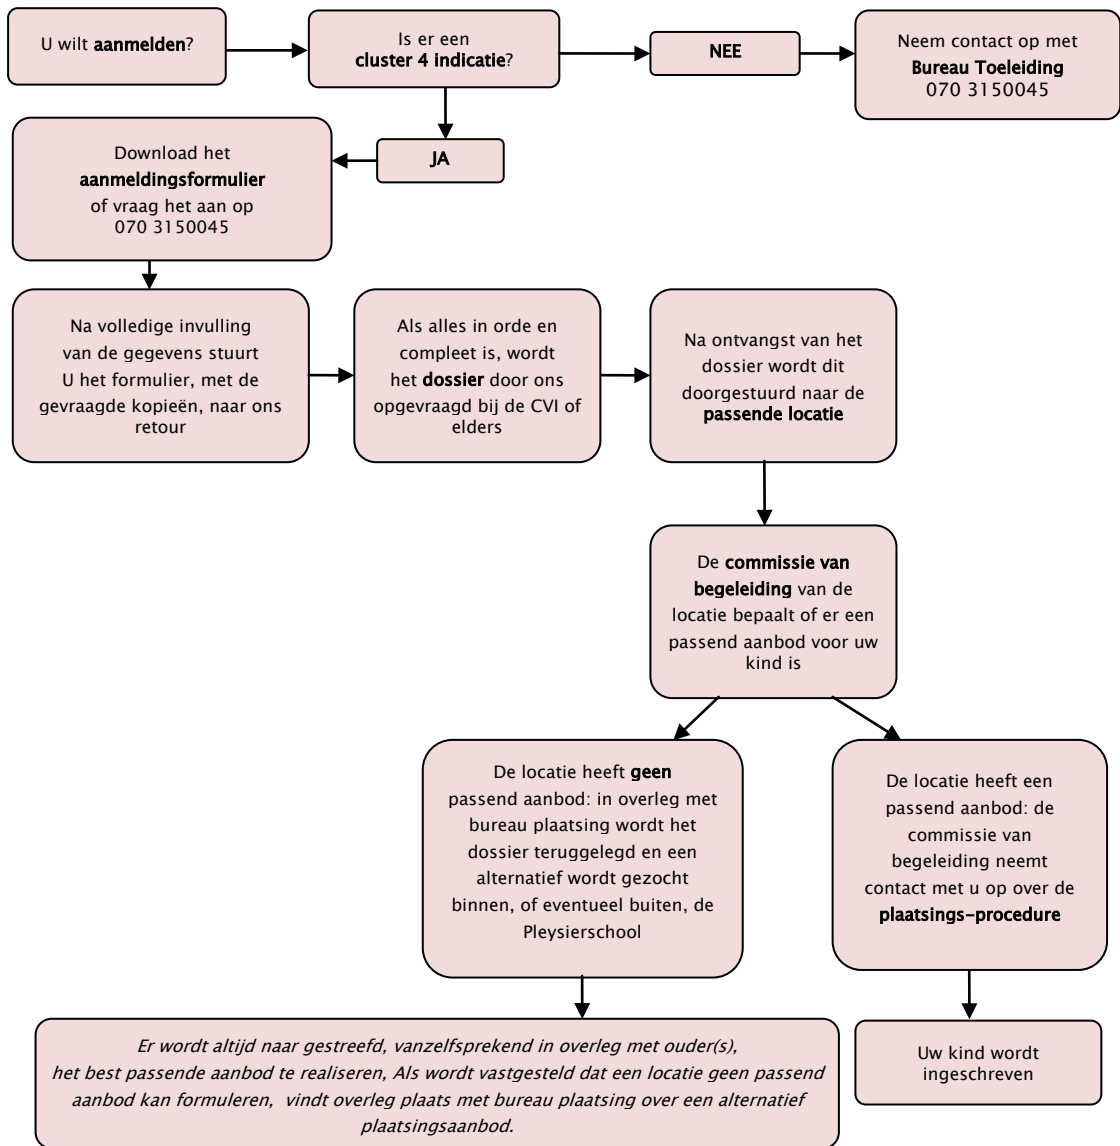 U wilt aanmelden?
Is er een
cluster 4 indicatie?
NEE
Neem contact op met
Bureau Toeleiding
070 3150045
JA
Download het
aanmeldingsformulier
of vraag het aan op
070 3150045
Na volledige invulling
van de gegevens stuurt
U het formulier, met de
gevraagde kopieën, naar ons
retour
Als alles in orde en
compleet is, wordt
het dossier door ons
opgevraagd bij de CVI of
elders
Na ontvangst van het
dossier wordt dit
doorgestuurd naar de
passende locatie
De commissie van
begeleiding van de
locatie bepaalt of er een
passend aanbod voor uw
kind is
De locatie heeft geen
passend aanbod: in overleg met
bureau plaatsing wordt het
dossier teruggelegd en een
alternatief wordt gezocht
binnen, of eventueel buiten, de
Pleysierschool
De locatie heeft een
passend aanbod: de
commissie van
begeleiding neemt
contact met u op over de
plaatsings-procedure
Er wordt altijd naar gestreefd, vanzelfsprekend in overleg met ouder(s),
het best passende aanbod te realiseren, Als wordt vastgesteld dat een locatie geen passend
aanbod kan formuleren, vindt overleg plaats met bureau plaatsing over een alternatief
plaatsingsaanbod.
Uw kind wordt
ingeschreven